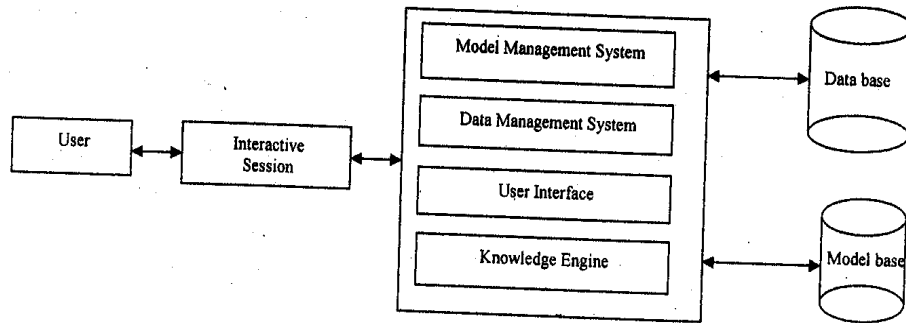 User
Interactive
Session
Model Management System
Data Management System
User Interface
Knowledge Engine
Data base
Model base